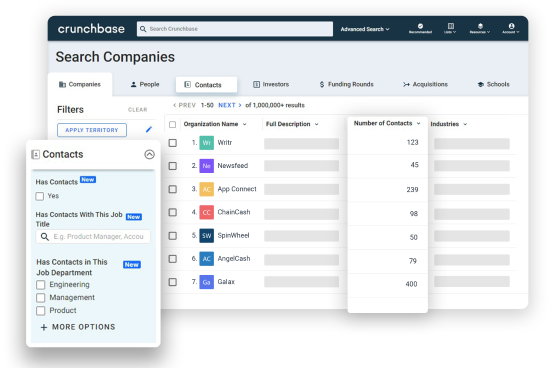 crunchbase
Search Crunchbase
Advanced Search
Recommended
Lists
Resources
Account
Search Companies
Companies
People
Contacts
Investors
Funding Rounds
Acquisitions
Schools
Filters
CLEAR
APPLY TERRITORY
< PREV 1-50 NEXT > of 1,000,000+ results
Organization Name
Full Description
Number of Contacts
Industries
1. Wr Writr 123
2. Ne Newsfeed 45
3. AC App Connect 239
4. CC ChainCash 98
5. SW SpinWheel 50
6. AC AngelCash 79
7. Ga Galax 400
Contacts
Has Contacts New
Yes
Has Contacts With This Job
Title New
E.g. Product Manager, Accou
Has Contacts in This
Job Department New
Engineering
Management
Product
+ MORE OPTIONS